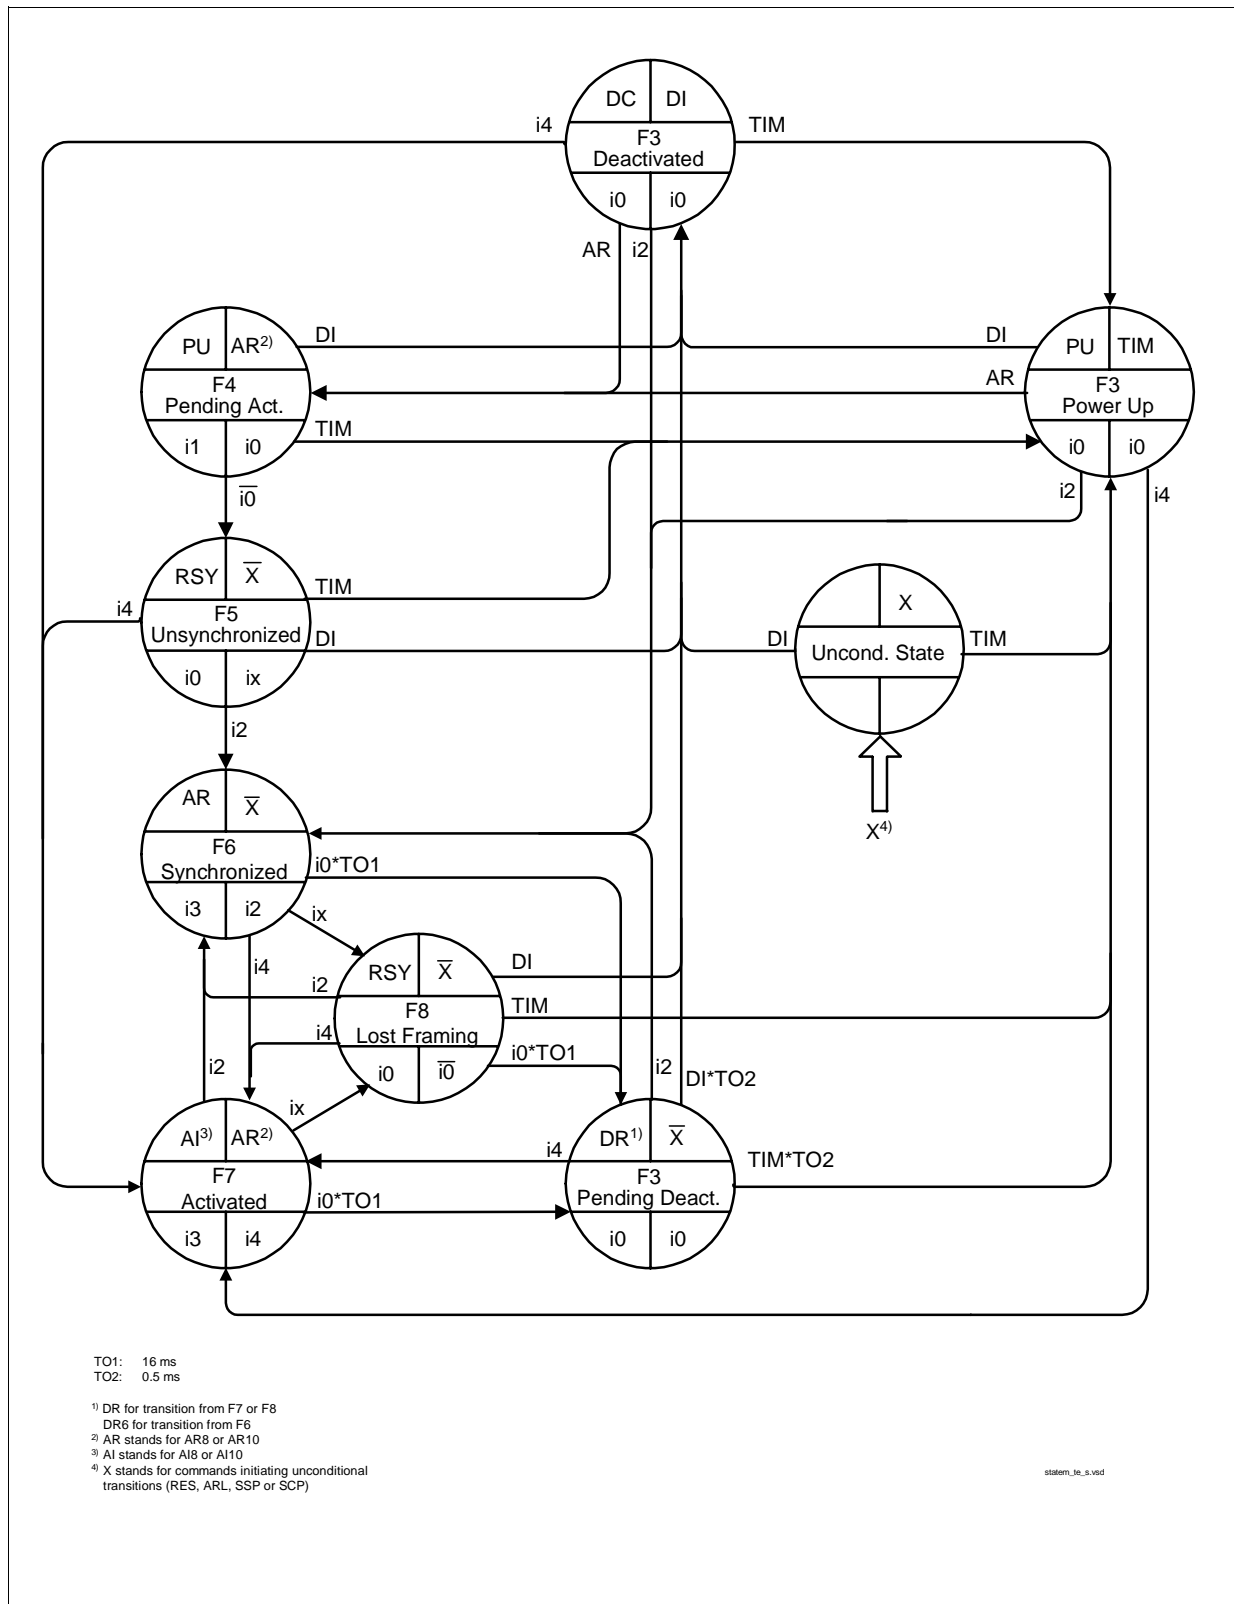 DC DI
i4
TIM
F3
Deactivated
i0 i0
AR i2
PU AR2)
DI
DI
PU TIM
F4
Pending Act.
AR
F3
Power Up
TIM
i1 i0
i0 i0
i0
i2
i4
RSY X
TIM
i4
F5
Unsynchronized
DI
i0 ix
X
DI
Uncond. State
TIM
i2
AR X
X4)
F6
Synchronized
i0*TO1
i3 i2
ix
i4
RSY X
DI
i2
F8
Lost Framing
TIM
i4
i0 i0
i0*TO1
i2
i2
DI*TO2
ix
AI3) AR2)
i4
DR1) X
TIM*TO2
F7
Activated
i0*TO1
F3
Pending Deact.
i3 i4
i0 i0
TO1: 16 ms
TO2: 0.5 ms
1) DR for transition from F7 or F8
DR6 for transition from F6
2) AR stands for AR8 or AR10
3) AI stands for AI8 or AI10
4) X stands for commands initiating unconditional
transitions (RES, ARL, SSP or SCP)
statem_te_s.vsd